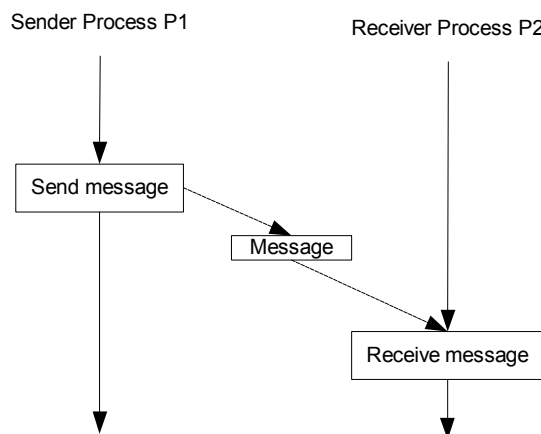 Sender Process P1
Receiver Process P2
Send message
Message
Receive message